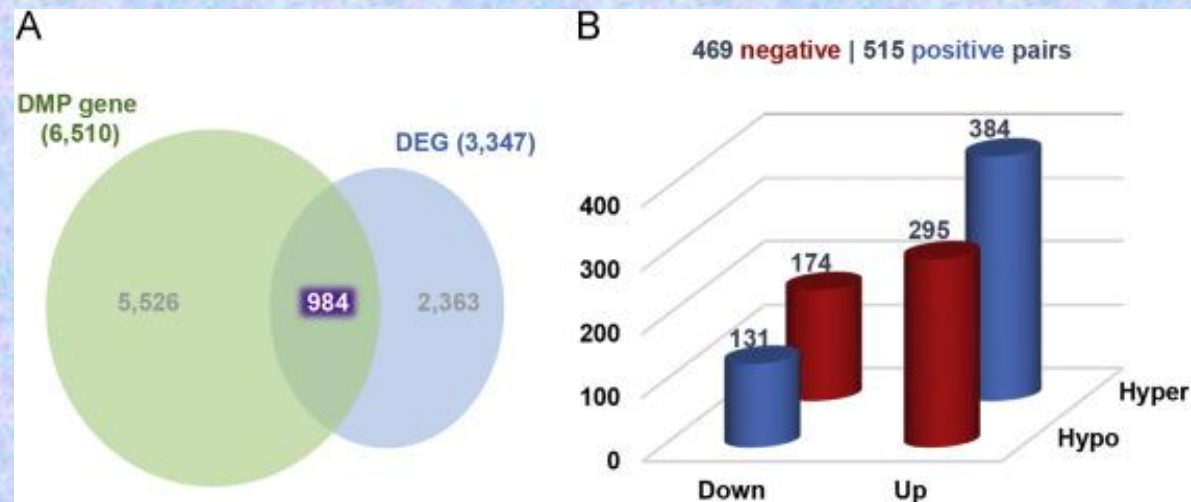 A
DMP gene
(6,510)
DEG (3,347)
5,526
984
2,363
B
469 negative | 515 positive pairs
384
295
174
131
400
300
200
100
0
Hyper
Hypo
Down
Up